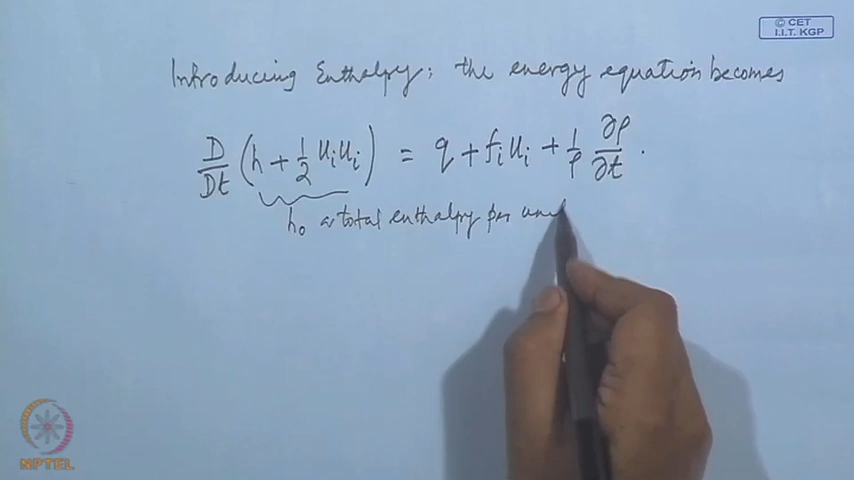 © CET
I.I.T. KGP
Introducing Enthalpy; the energy equation becomes
D/Dt (h + 1/2 uᵢuᵢ) = q + fᵢuᵢ + 1/ρ ∂p/∂t .
h₀ total enthalpy per
NPTEL